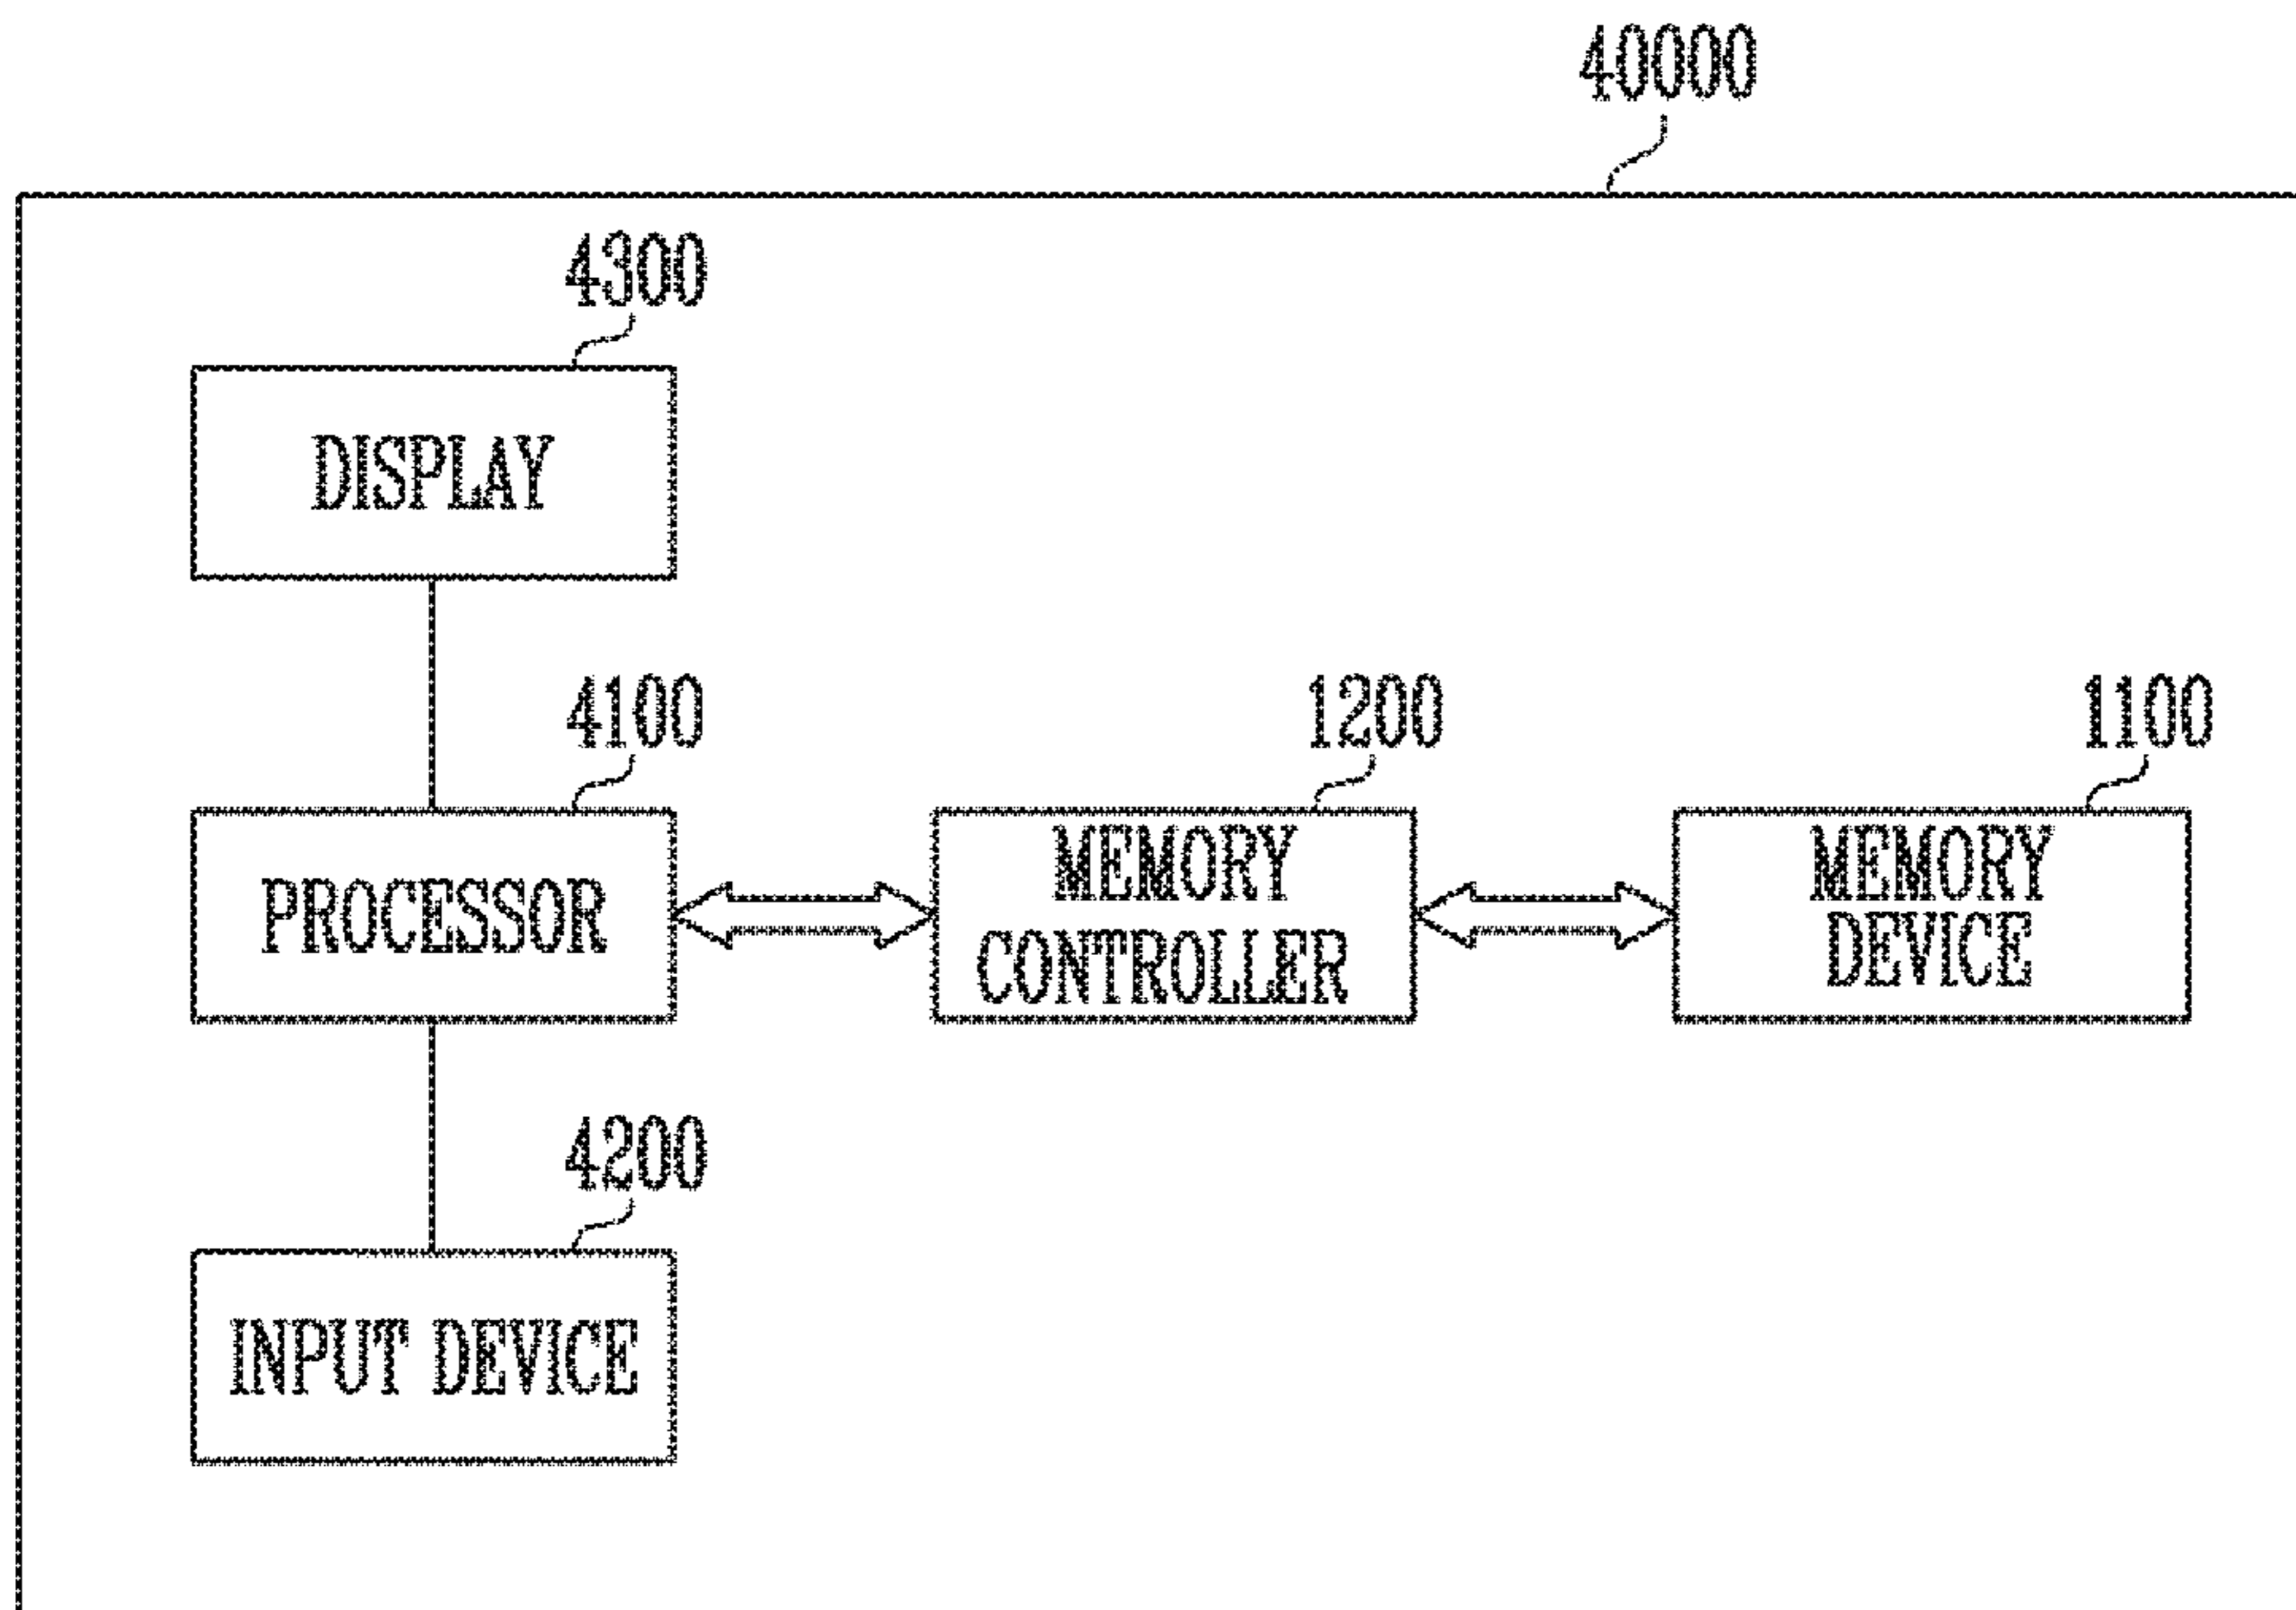 40000
4300
DISPLAY
4100
PROCESSOR
1200
MEMORY
CONTROLLER
1100
MEMORY
DEVICE
4200
INPUT DEVICE